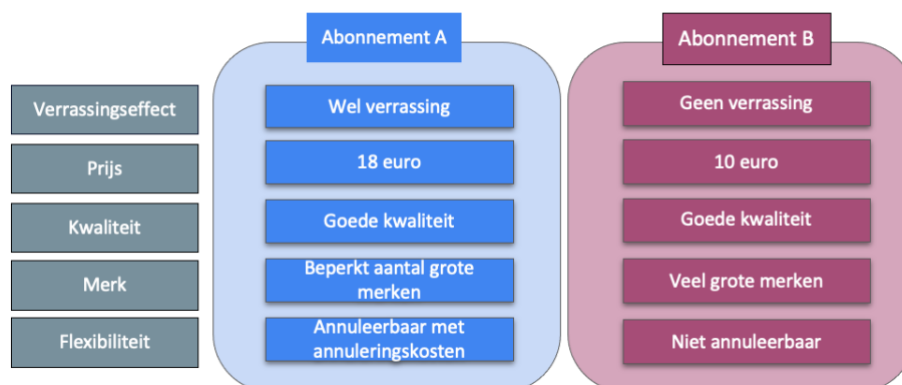 Abonnement A
Abonnement B
Verrassingseffect
Wel verrassing
Geen verrassing
Prijs
18 euro
10 euro
Kwaliteit
Goede kwaliteit
Goede kwaliteit
Merk
Beperkt aantal grote
merken
Veel grote merken
Flexibiliteit
Annuleerbaar met
annuleringskosten
Niet annuleerbaar